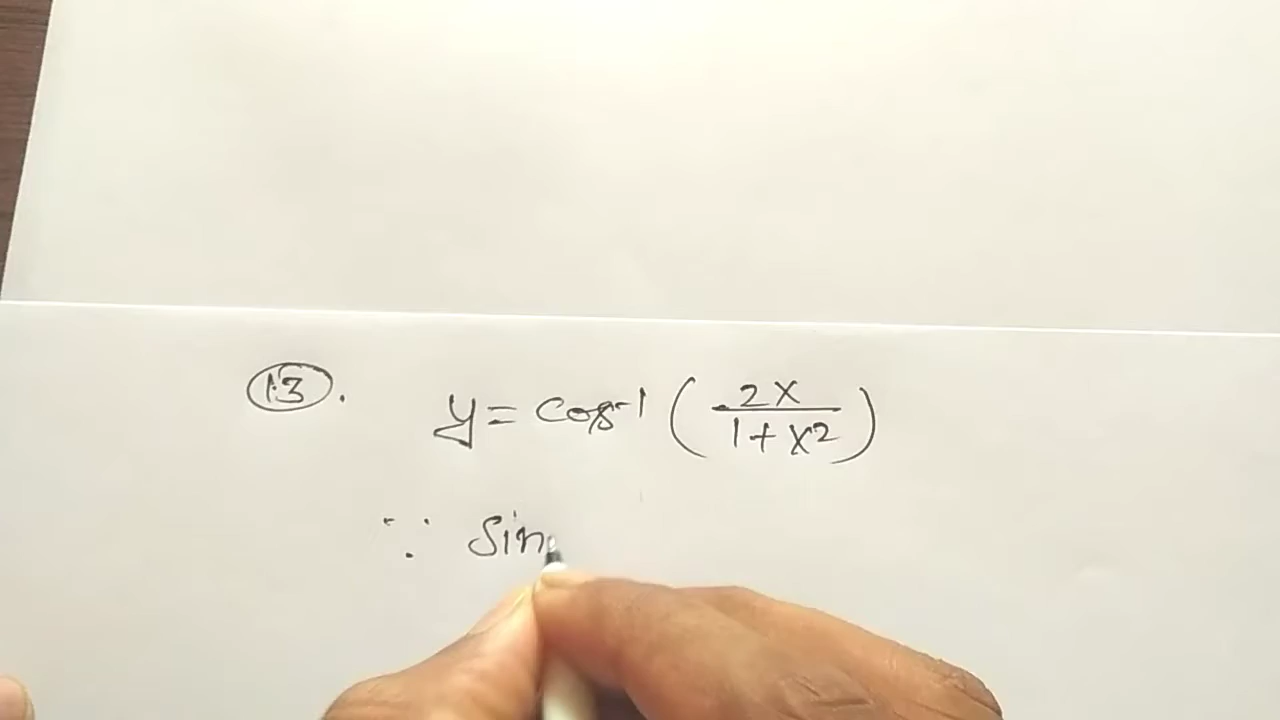 13. y = cos⁻¹ (2x / 1 + x²)
∵ sin